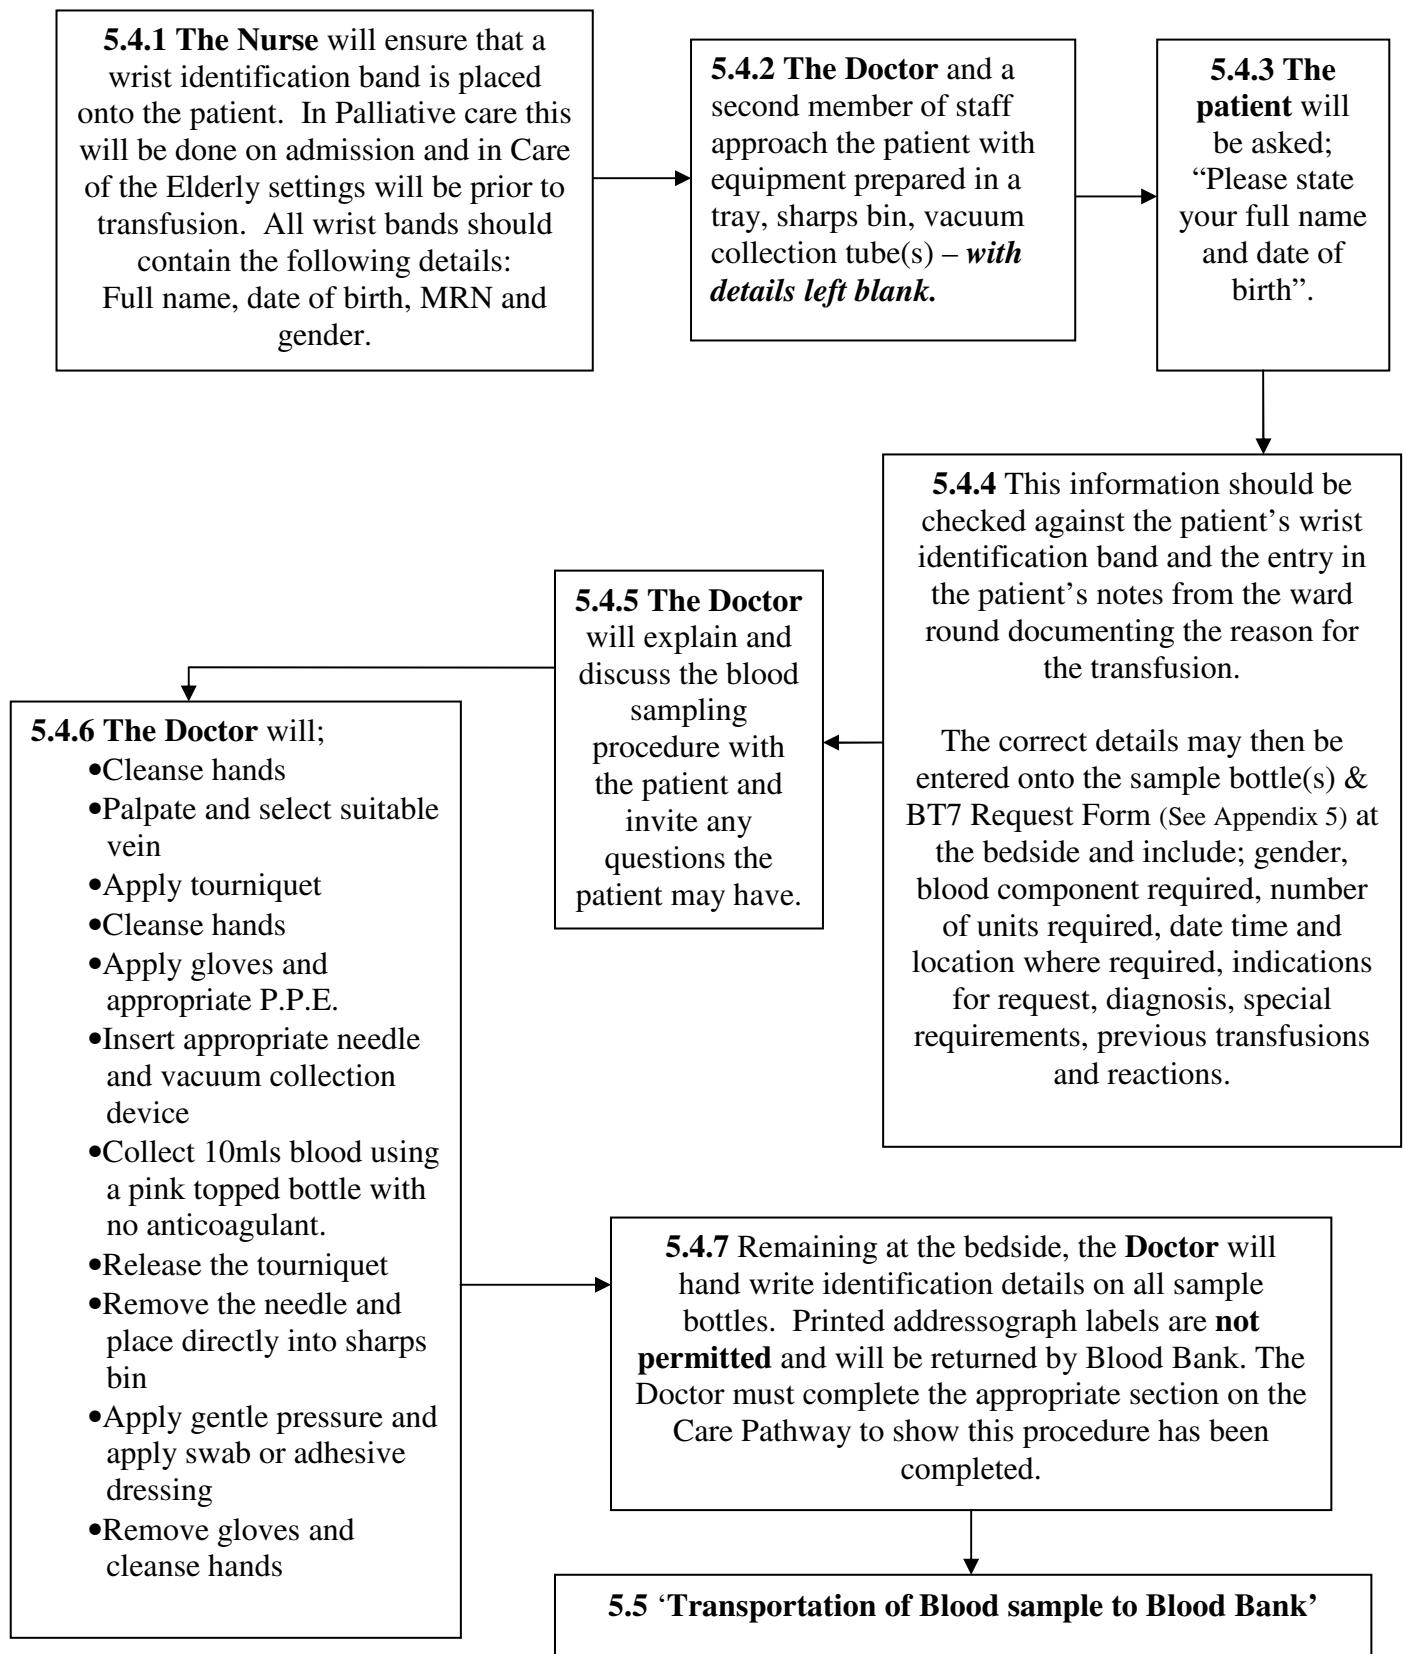 5.4.1 The Nurse will ensure that a
wrist identification band is placed
onto the patient.  In Palliative care this
will be done on admission and in Care
of the Elderly settings will be prior to
transfusion.  All wrist bands should
contain the following details:
Full name, date of birth, MRN and
gender.
5.4.2 The Doctor and a
second member of staff
approach the patient with
equipment prepared in a
tray, sharps bin, vacuum
collection tube(s) – with
details left blank.
5.4.3 The
patient will
be asked;
“Please state
your full name
and date of
birth”.
5.4.4 This information should be
checked against the patient’s wrist
identification band and the entry in
the patient’s notes from the ward
round documenting the reason for
the transfusion.
The correct details may then be
entered onto the sample bottle(s) &
BT7 Request Form (See Appendix 5) at
the bedside and include; gender,
blood component required, number
of units required, date time and
location where required, indications
for request, diagnosis, special
requirements, previous transfusions
and reactions.
5.4.5 The Doctor
will explain and
discuss the blood
sampling
procedure with
the patient and
invite any
questions the
patient may have.
5.4.6 The Doctor will;
•Cleanse hands
•Palpate and select suitable
vein
•Apply tourniquet
•Cleanse hands
•Apply gloves and
appropriate P.P.E.
•Insert appropriate needle
and vacuum collection
device
•Collect 10mls blood using
a pink topped bottle with
no anticoagulant.
•Release the tourniquet
•Remove the needle and
place directly into sharps
bin
•Apply gentle pressure and
apply swab or adhesive
dressing
•Remove gloves and
cleanse hands
5.4.7 Remaining at the bedside, the Doctor will
hand write identification details on all sample
bottles.  Printed addressograph labels are not
permitted and will be returned by Blood Bank. The
Doctor must complete the appropriate section on the
Care Pathway to show this procedure has been
completed.
5.5 ‘Transportation of Blood sample to Blood Bank’